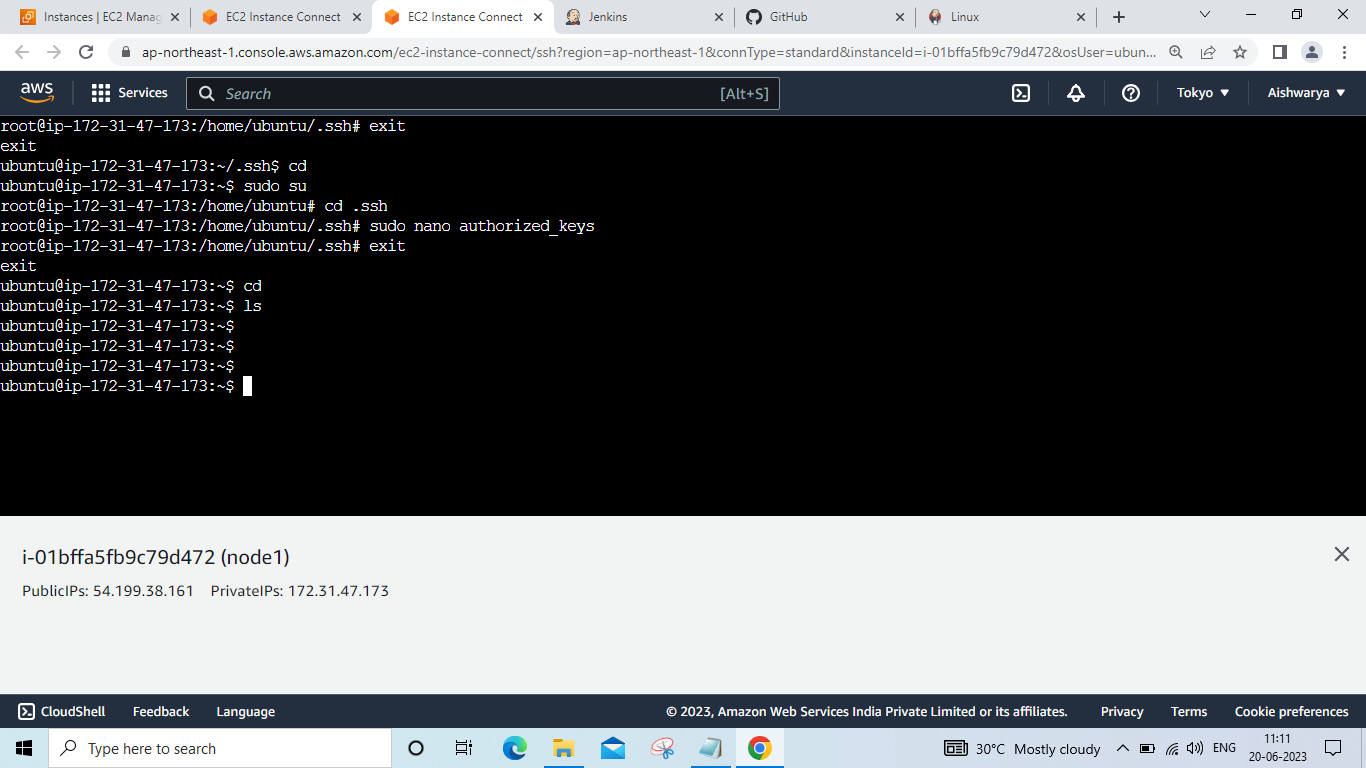 Instances | EC2 Manag
EC2 Instance Connect
EC2 Instance Connect
Jenkins
GitHub
Linux
ap-northeast-1.console.aws.amazon.com/ec2-instance-connect/ssh?region=ap-northeast-1&connType=standard&instanceId=i-01bffa5fb9c79d472&osUser=ubun...
aws
Services
Search
[Alt+S]
Tokyo
Aishwarya
root@ip-172-31-47-173:/home/ubuntu/.ssh# exit
exit
ubuntu@ip-172-31-47-173:~/.ssh$ cd
ubuntu@ip-172-31-47-173:~$ sudo su
root@ip-172-31-47-173:/home/ubuntu# cd .ssh
root@ip-172-31-47-173:/home/ubuntu/.ssh# sudo nano authorized_keys
root@ip-172-31-47-173:/home/ubuntu/.ssh# exit
exit
ubuntu@ip-172-31-47-173:~$ cd
ubuntu@ip-172-31-47-173:~$ ls
ubuntu@ip-172-31-47-173:~$
ubuntu@ip-172-31-47-173:~$
ubuntu@ip-172-31-47-173:~$
ubuntu@ip-172-31-47-173:~$
i-01bffa5fb9c79d472 (node1)
PublicIPs: 54.199.38.161 PrivateIPs: 172.31.47.173
CloudShell
Feedback
Language
© 2023, Amazon Web Services India Private Limited or its affiliates.
Privacy
Terms
Cookie preferences
Type here to search
30°C Mostly cloudy
ENG
11:11
20-06-2023